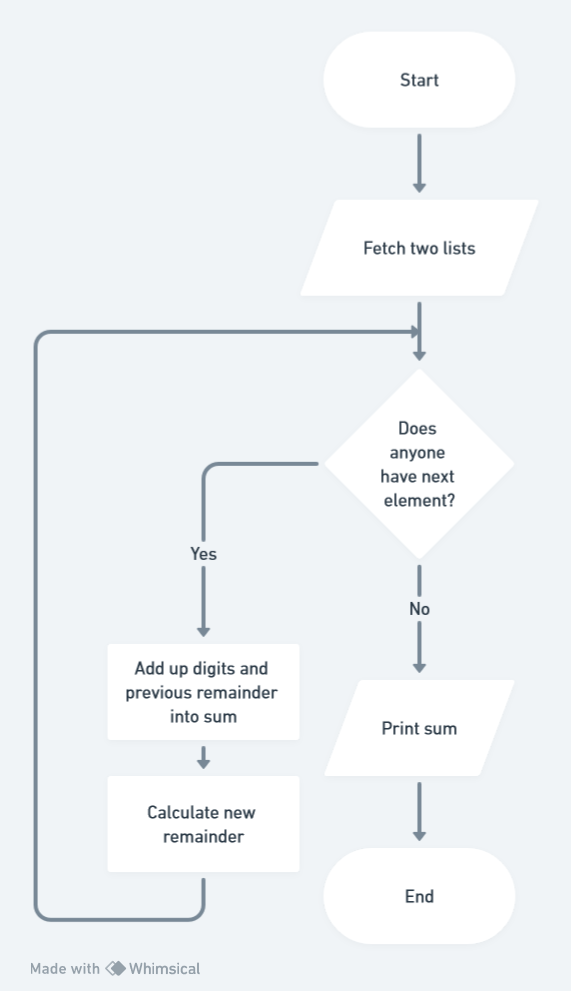 Start
Fetch two lists
Does
anyone
have next
element?
Yes
No
Add up digits and
previous remainder
into sum
Print sum
Calculate new
remainder
End
Made with Whimsical